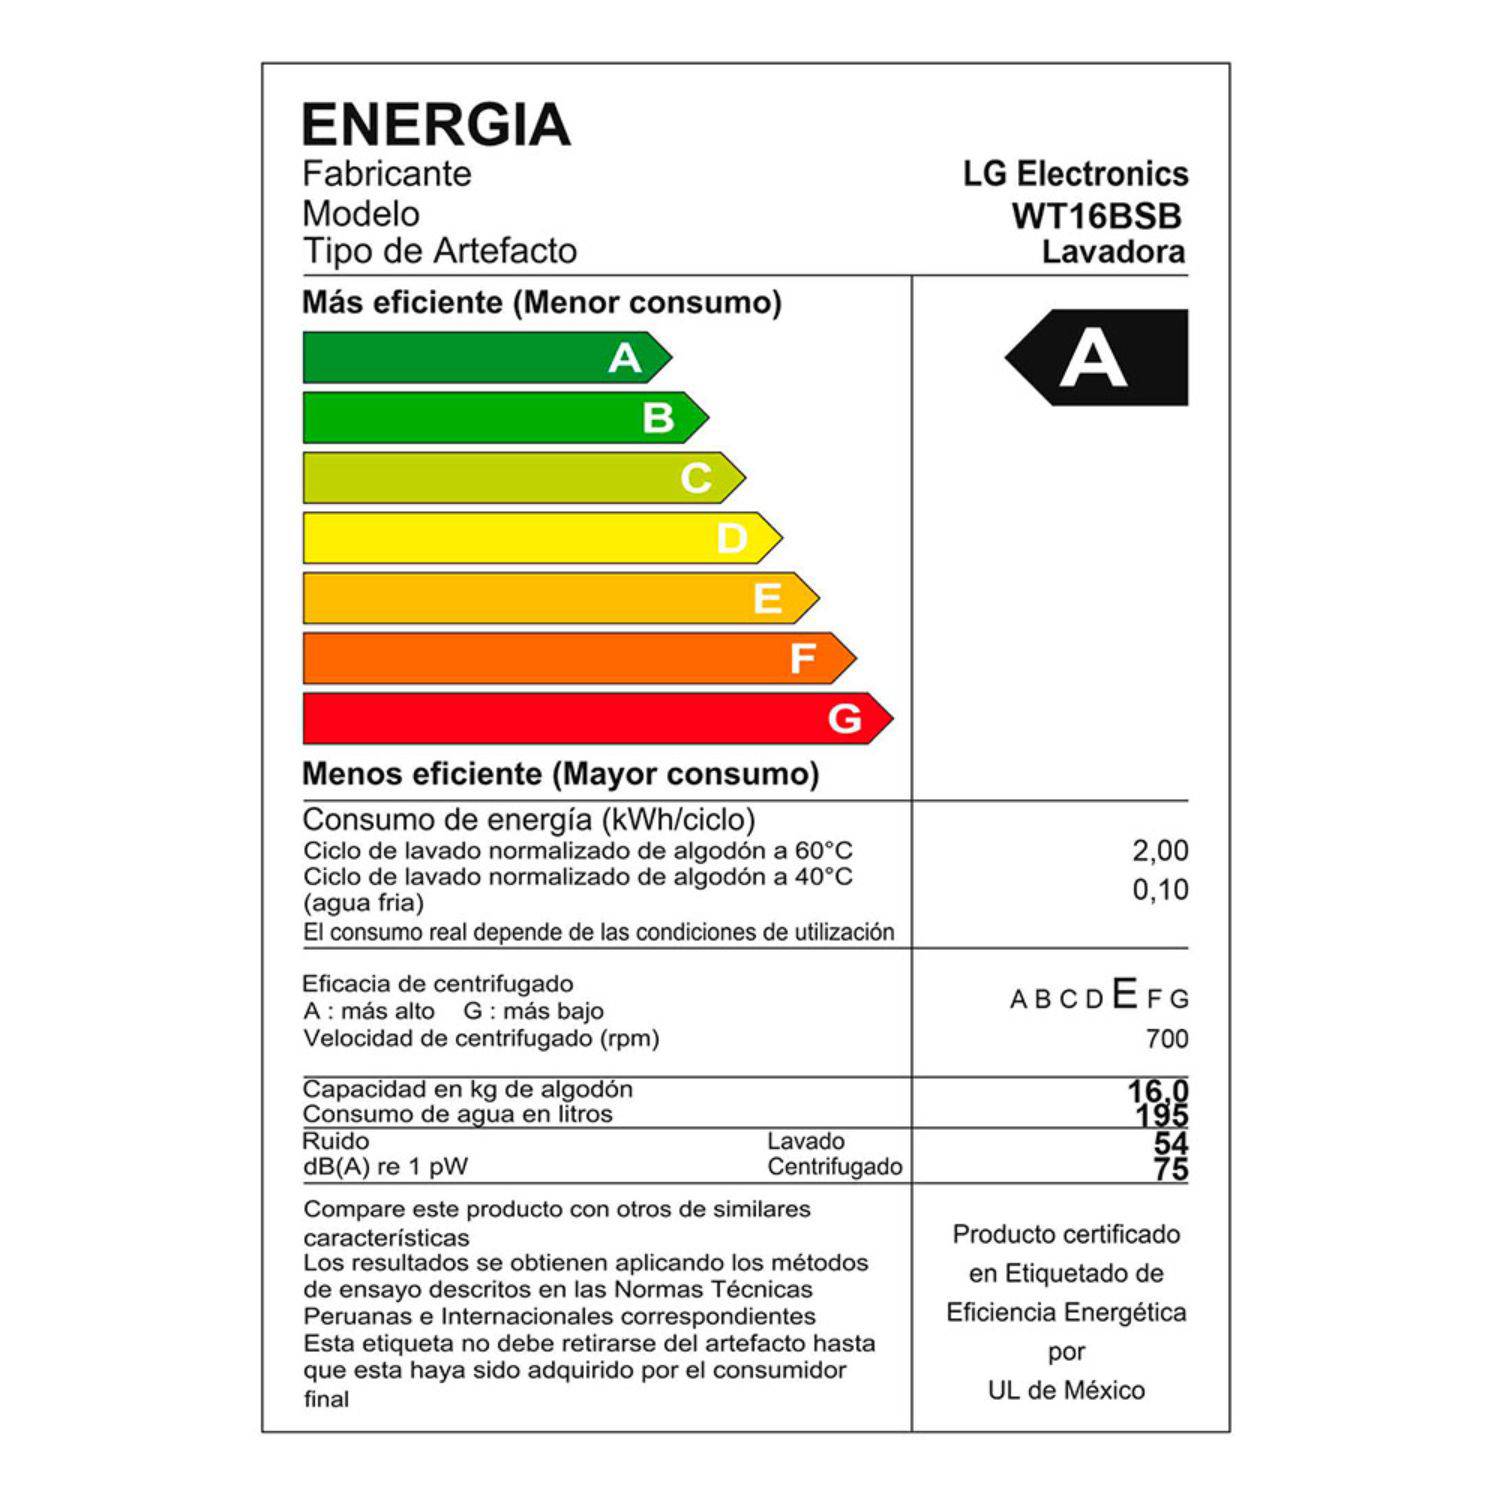 ENERGIA
Fabricante LG Electronics
Modelo WT16BSB
Tipo de Artefacto Lavadora
Más eficiente (Menor consumo)
A A
B
C
D
E
F
G
Menos eficiente (Mayor consumo)
Consumo de energía (kWh/ciclo)
Ciclo de lavado normalizado de algodón a 60°C 2,00
Ciclo de lavado normalizado de algodón a 40°C
(agua fria) 0,10
El consumo real depende de las condiciones de utilización
Eficacia de centrifugado
A : más alto G : más bajo A B C D E F G
Velocidad de centrifugado (rpm) 700
Capacidad en kg de algodón 16,0
Consumo de agua en litros 195
Ruido Lavado 54
dB(A) re 1 pW Centrifugado 75
Compare este producto con otros de similares
características
Los resultados se obtienen aplicando los métodos
de ensayo descritos en las Normas Técnicas
Peruanas e Internacionales correspondientes
Esta etiqueta no debe retirarse del artefacto hasta
que esta haya sido adquirido por el consumidor
final
Producto certificado
en Etiquetado de
Eficiencia Energética
por
UL de México